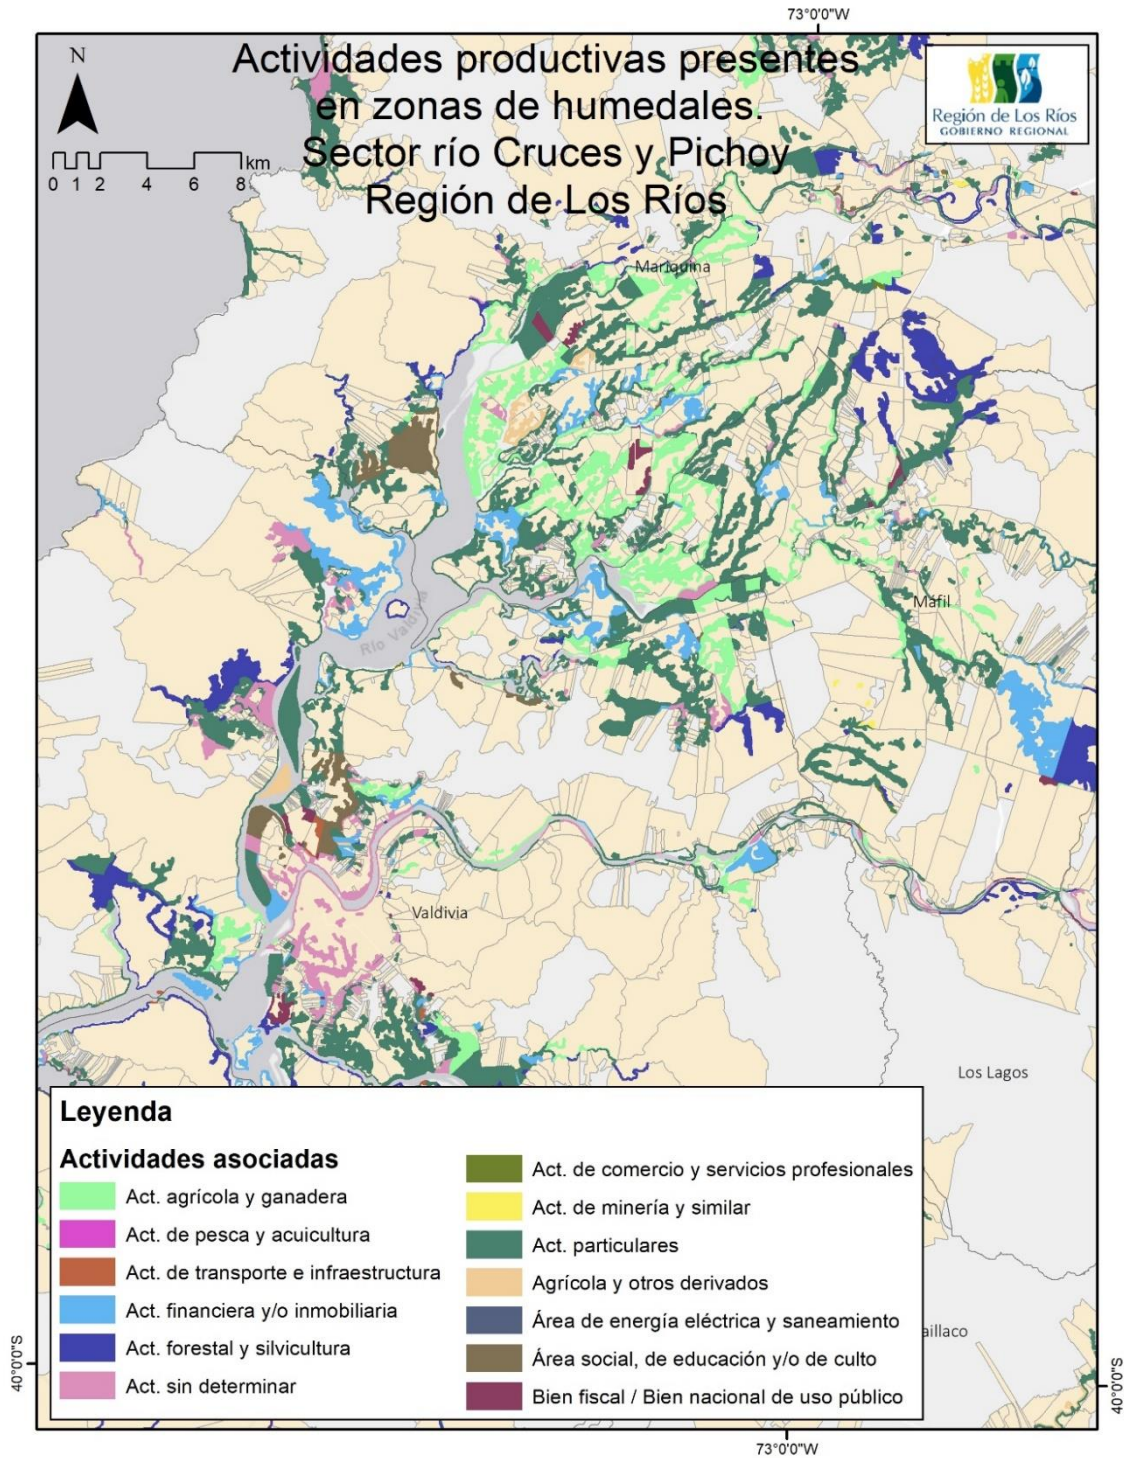 73°0'0"W
Actividades productivas presentes
en zonas de humedales.
Sector río Cruces y Pichoy
Región de Los Ríos
N
km
0 1 2 4 6 8
Región de Los Ríos
GOBIERNO REGIONAL
Mariquina
Río Valdivia
Máfil
Valdivia
Los Lagos
aillaco
Leyenda
Actividades asociadas
Act. agrícola y ganadera
Act. de pesca y acuicultura
Act. de transporte e infraestructura
Act. financiera y/o inmobiliaria
Act. forestal y silvicultura
Act. sin determinar
Act. de comercio y servicios profesionales
Act. de minería y similar
Act. particulares
Agrícola y otros derivados
Área de energía eléctrica y saneamiento
Área social, de educación y/o de culto
Bien fiscal / Bien nacional de uso público
40°0'0"S
40°0'0"S
73°0'0"W